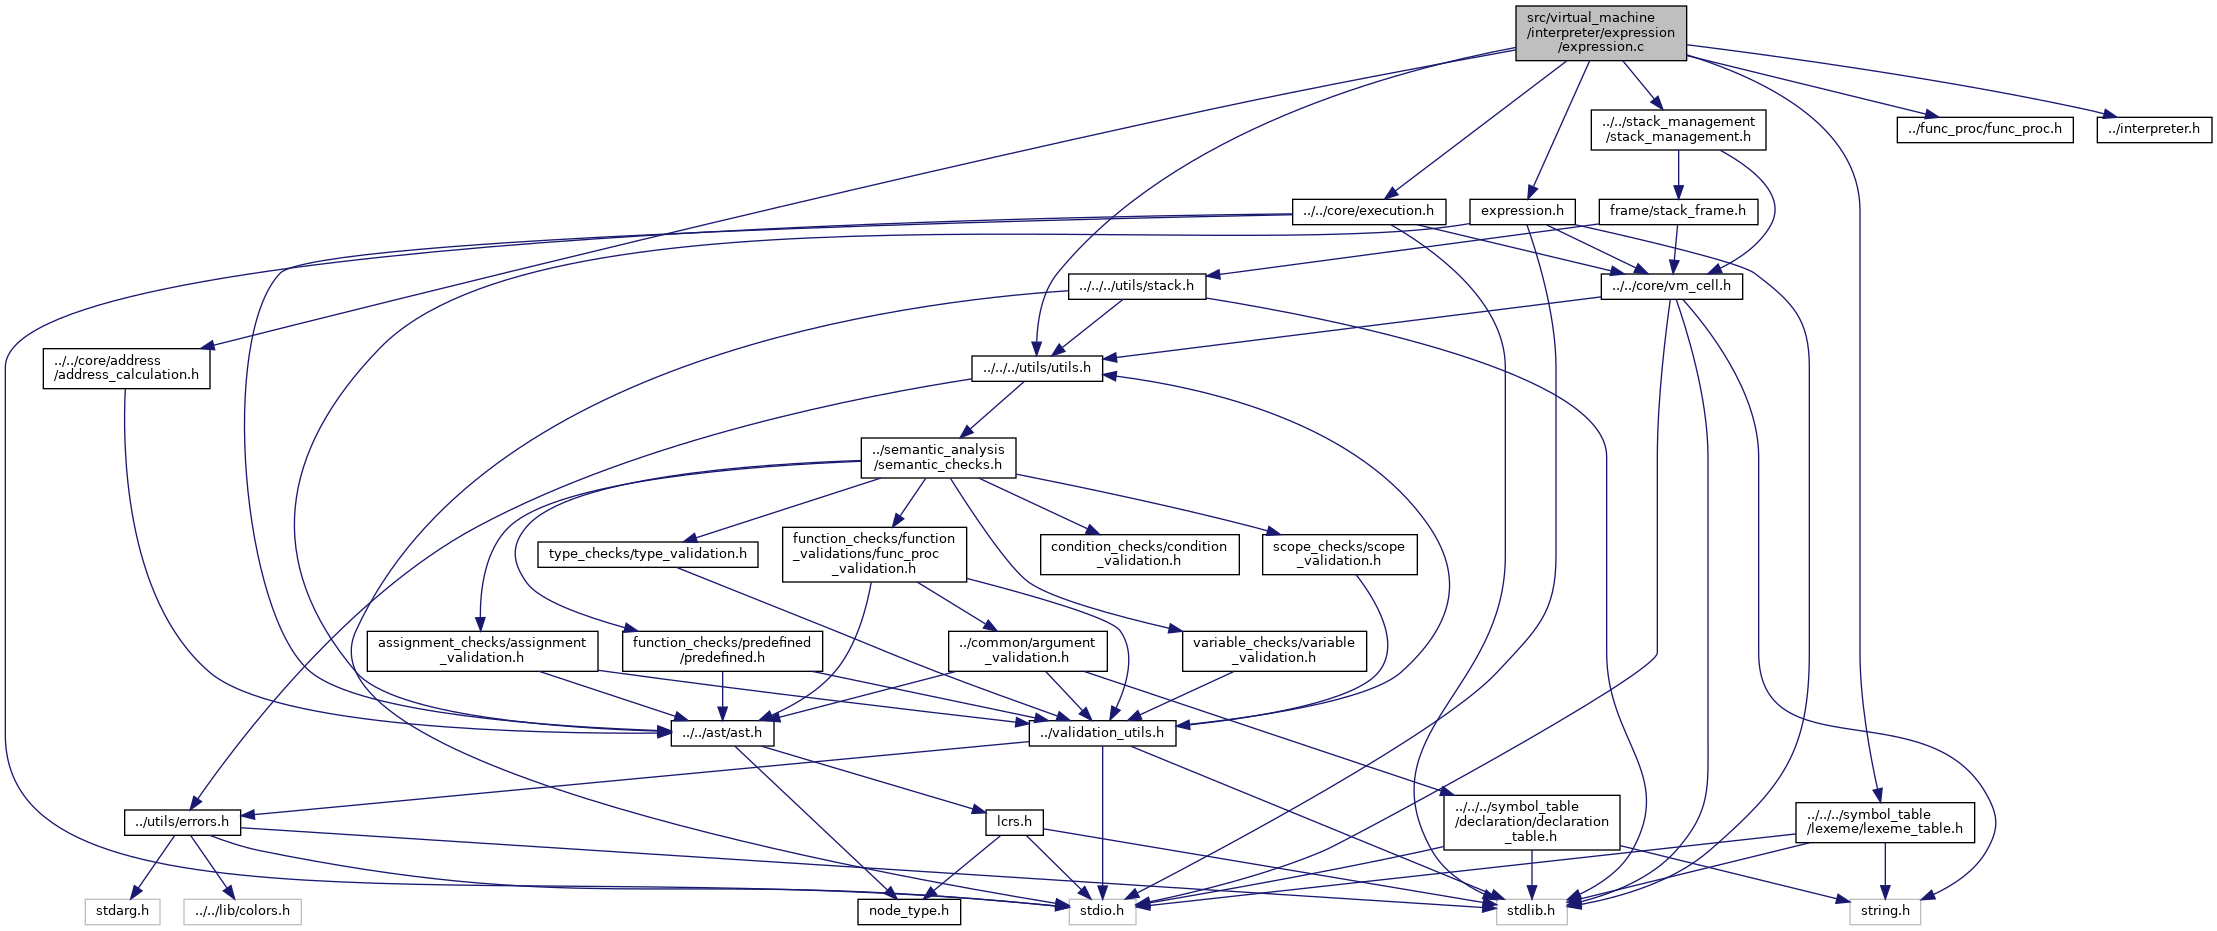 src/virtual_machine
/interpreter/expression
/expression.c
../../stack_management
/stack_management.h
../func_proc/func_proc.h
../interpreter.h
../../core/execution.h
expression.h
frame/stack_frame.h
../../../utils/stack.h
../../core/vm_cell.h
../../core/address
/address_calculation.h
../../../utils/utils.h
../semantic_analysis
/semantic_checks.h
type_checks/type_validation.h
function_checks/function
_validations/func_proc
_validation.h
condition_checks/condition
_validation.h
scope_checks/scope
_validation.h
assignment_checks/assignment
_validation.h
function_checks/predefined
/predefined.h
../common/argument
_validation.h
variable_checks/variable
_validation.h
../../ast/ast.h
../validation_utils.h
../utils/errors.h
lcrs.h
../../../symbol_table
/declaration/declaration
_table.h
../../../symbol_table
/lexeme/lexeme_table.h
stdarg.h
../../lib/colors.h
node_type.h
stdio.h
stdlib.h
string.h